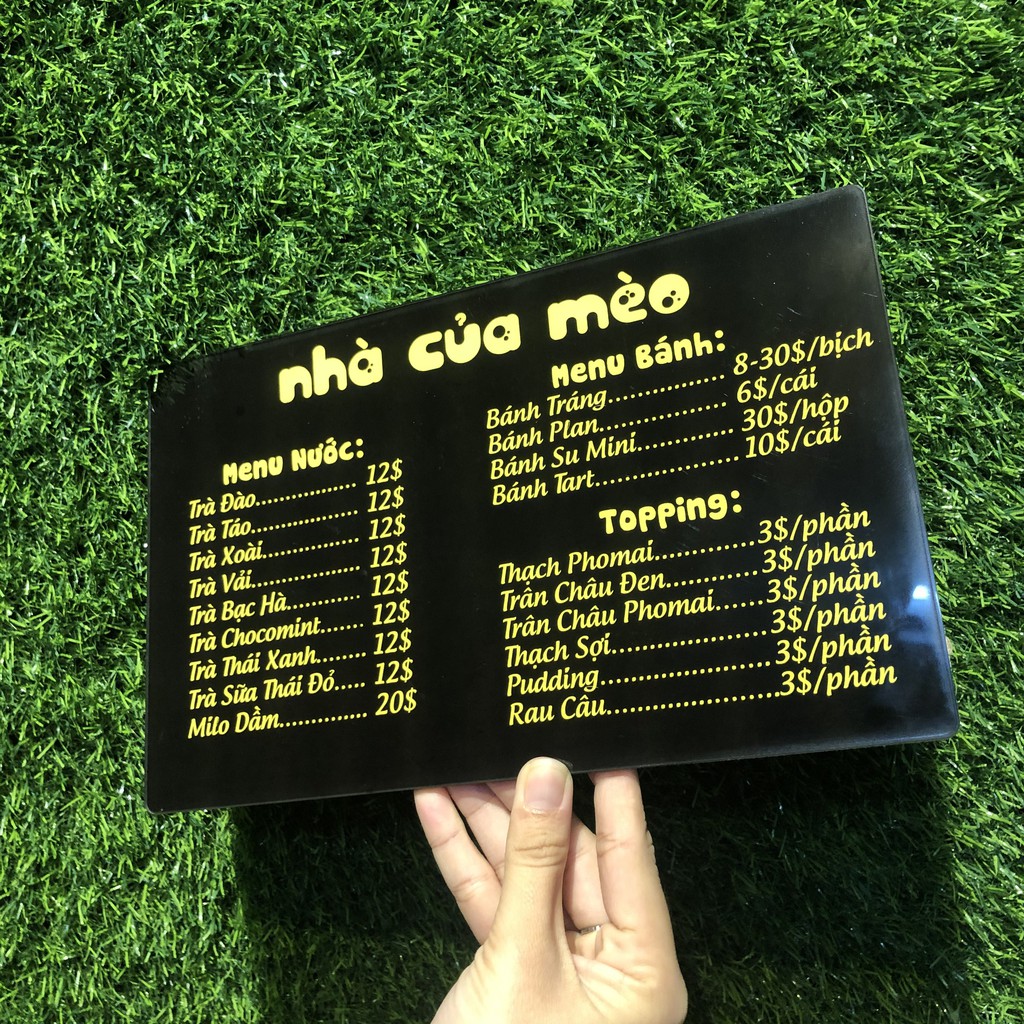 nhà của mèo
Menu Nước:
Trà Đào................. 12$
Trà Táo.................. 12$
Trà Xoài................ 12$
Trà Vải.................. 12$
Trà Bạc Hà............ 12$
Trà Chocomint....... 12$
Trà Thái Xanh........ 12$
Trà Sữa Thái Đỏ..... 12$
Milo Dầm.............. 20$
Menu Bánh:
Bánh Tráng................ 8-30$/bịch
Bánh Plan.................. 6$/cái
Bánh Su Mini............. 30$/hộp
Bánh Tart................... 10$/cái
Topping:
Thạch Phomai.............3$/phần
Trân Châu Đen............3$/phần
Trân Châu Phomai......3$/phần
Thạch Sợi....................3$/phần
Pudding......................3$/phần
Rau Câu......................3$/phần